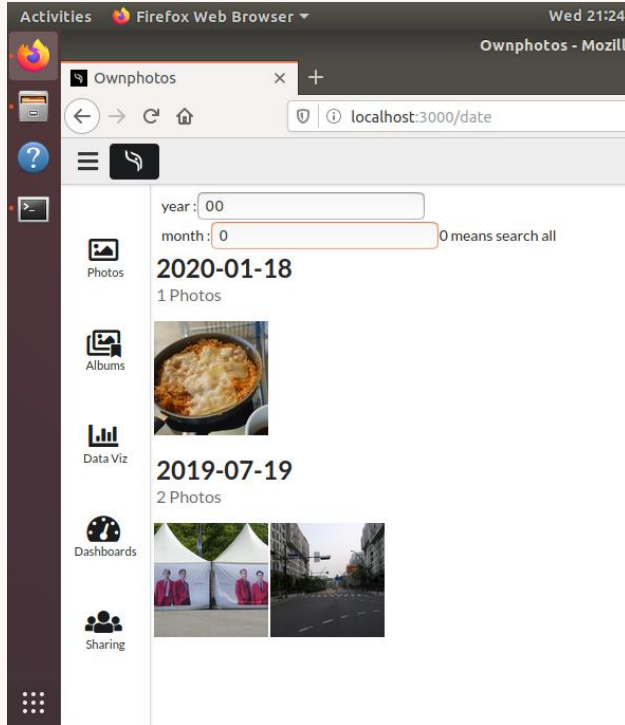 Activities Firefox Web Browser Wed 21:24
Ownphotos - Mozill
Ownphotos
localhost:3000/date
year : 00
month : 0 0 means search all
Photos
2020-01-18
1 Photos
Albums
Data Viz
2019-07-19
2 Photos
Dashboards
Sharing